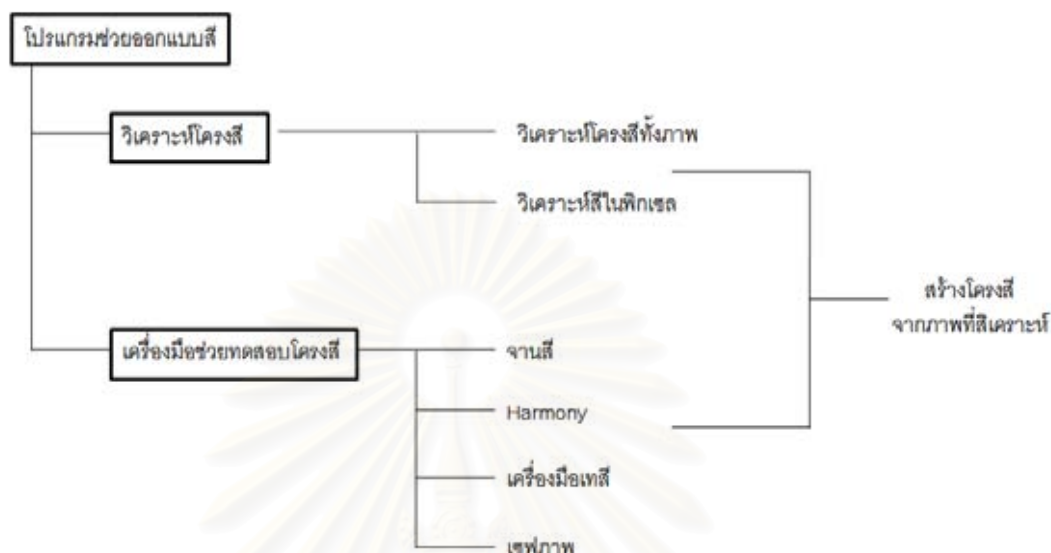 โปรแกรมช่วยออกแบบสี
วิเคราะห์โครงสี
วิเคราะห์โครงสีทั้งภาพ
วิเคราะห์สีในพิกเซล
สร้างโครงสี
จากภาพที่สิเคราะห์
เครื่องมือช่วยทดสอบโครงสี
จานสี
Harmony
เครื่องมือเทสี
เซฟภาพ